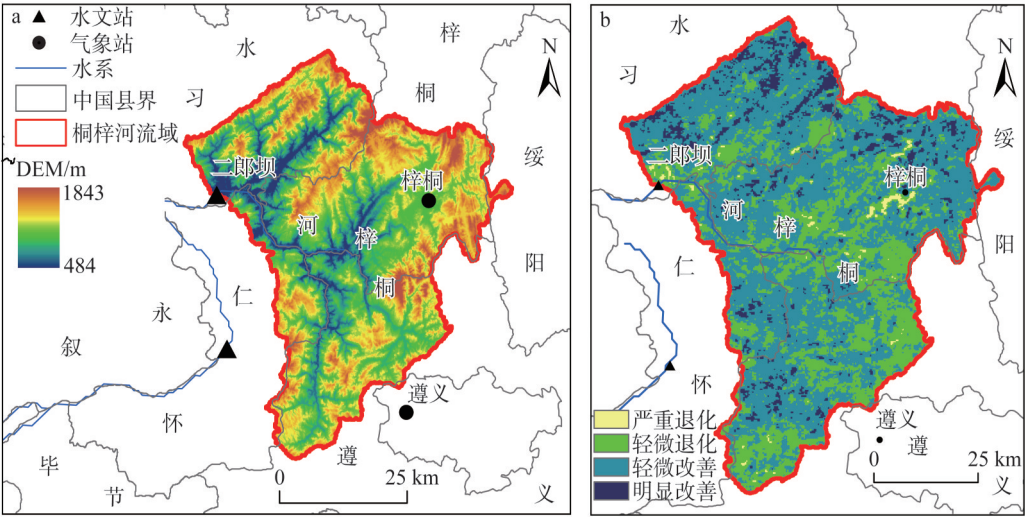 a
水文站
气象站
水系
中国县界
桐梓河流域
DEM/m
1843
484
水
习
梓
桐
绥
阳
N
二郎坝
梓桐
河
梓
桐
仁
永
叙
怀
毕
节
遵义
遵
义
0
25 km
b
水
习
梓
桐
绥
阳
N
二郎坝
梓桐
河
梓
桐
仁
怀
严重退化
轻微退化
轻微改善
明显改善
遵义
遵
义
0
25 km